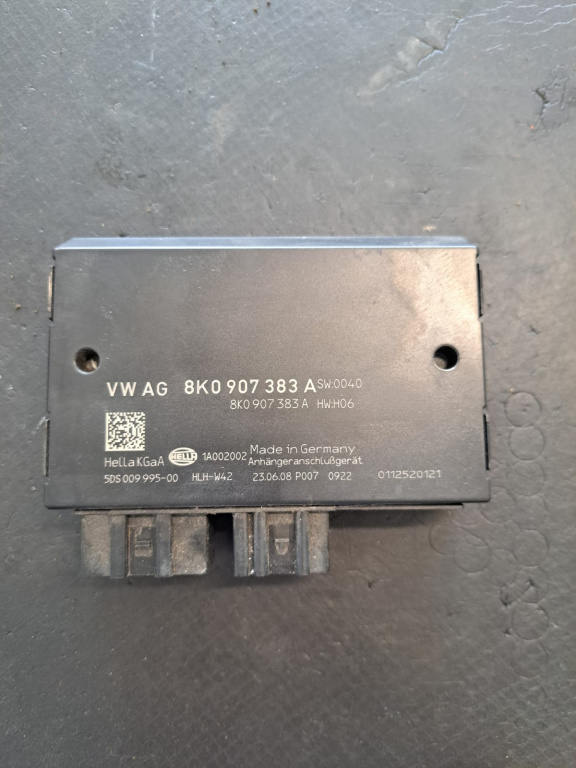 VW AG 8K0 907 383 A SW:0040
8K0 907 383 A HW:H06
Made in Germany
Hella KGaA HELLA 1A002002 Anhängeranschlußgerät
5DS 009 995-00 HLH-W42 23.06.08 P007 0922 0112520121